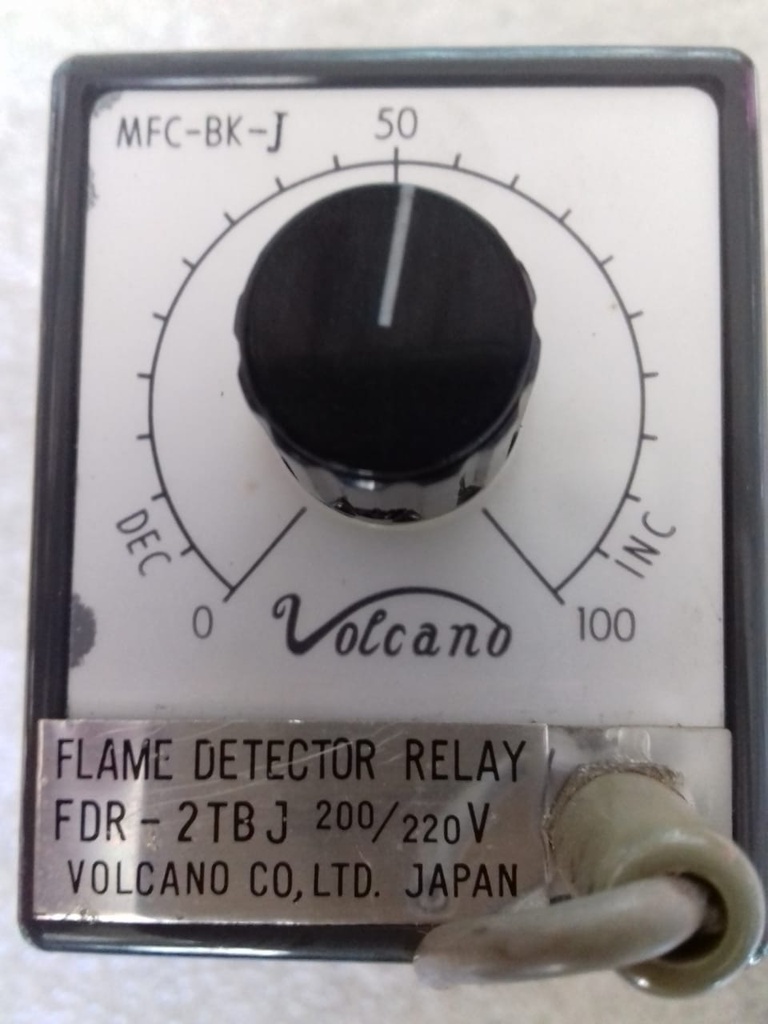 MFC-BK-J
50
DEC
INC
0
100
Volcano
FLAME DETECTOR RELAY
FDR-2TBJ 200/220V
VOLCANO CO,LTD. JAPAN